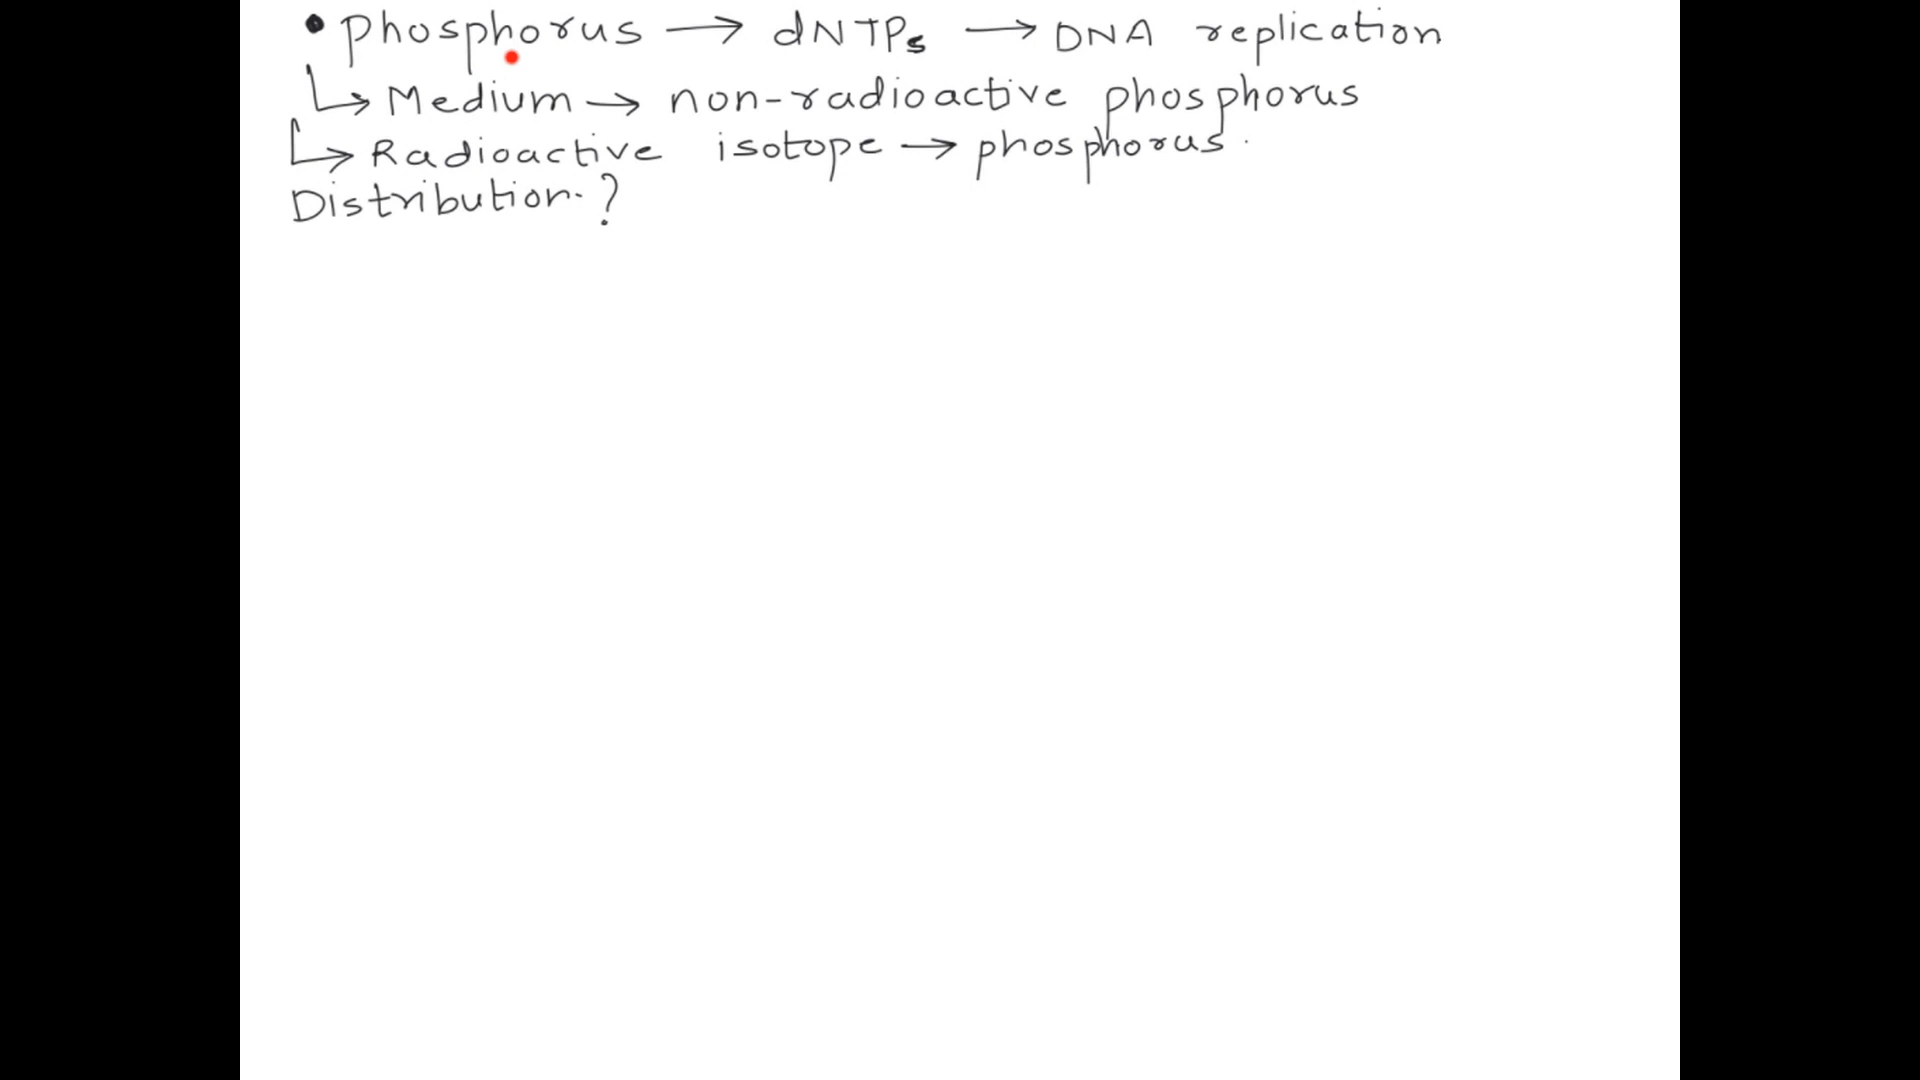 • Phosphorus → dNTPs → DNA replication
↳ Medium → non-radioactive phosphorus
↳ Radioactive isotope → phosphorus.
Distribution.?